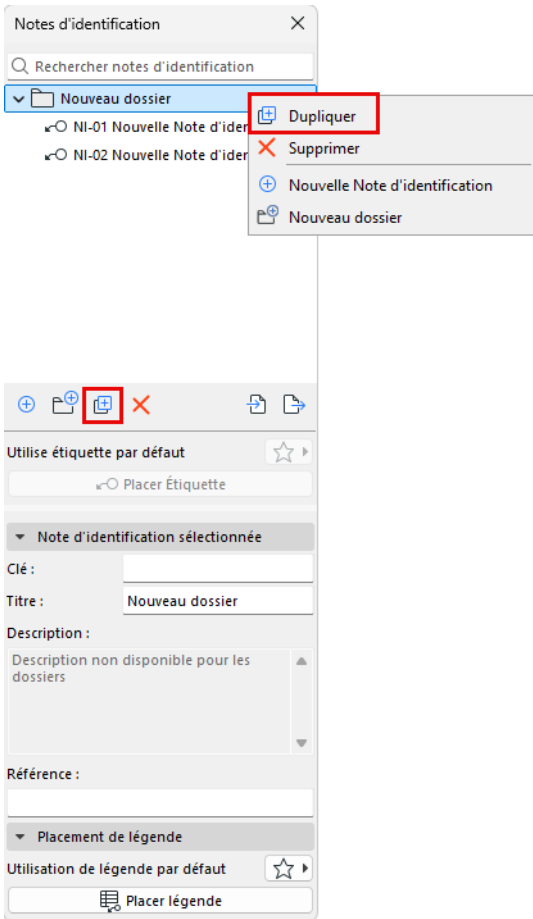 Notes d'identification
Rechercher notes d'identification
Nouveau dossier
NI-01 Nouvelle Note d'ider
NI-02 Nouvelle Note d'ider
Dupliquer
Supprimer
Nouvelle Note d'identification
Nouveau dossier
Utilise étiquette par défaut
Placer Étiquette
Note d'identification sélectionnée
Clé :
Titre : Nouveau dossier
Description :
Description non disponible pour les
dossiers
Référence :
Placement de légende
Utilisation de légende par défaut
Placer légende